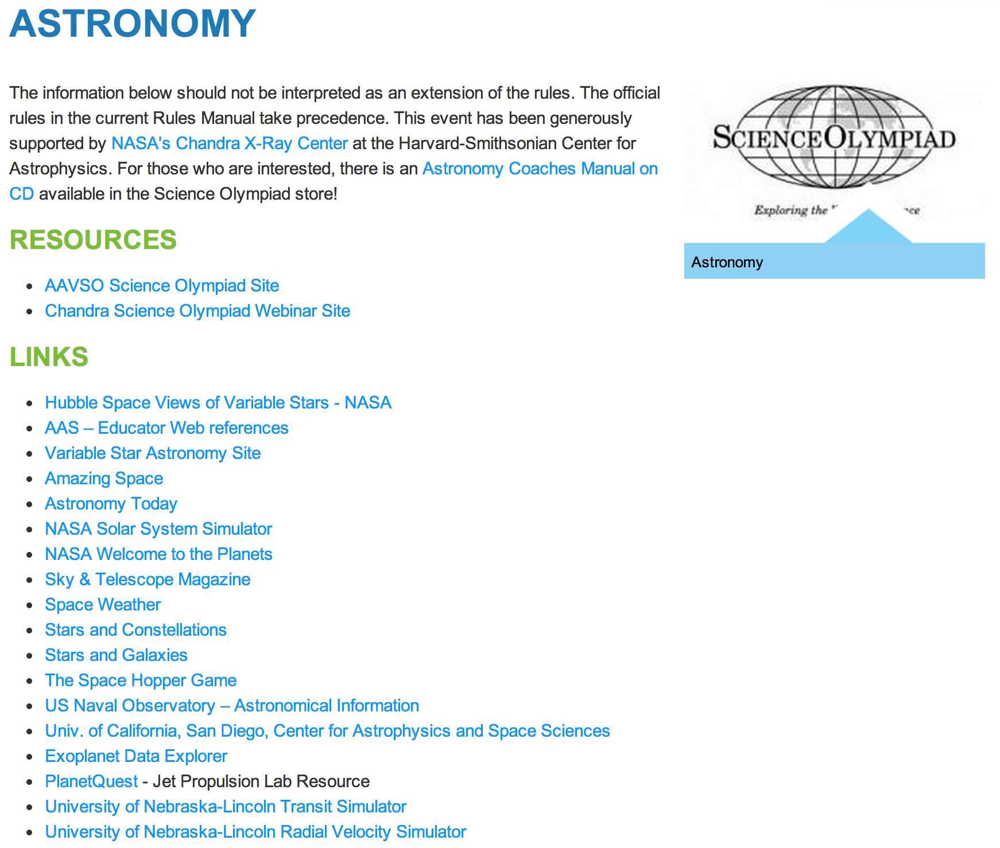 ASTRONOMY
The information below should not be interpreted as an extension of the rules. The official
rules in the current Rules Manual take precedence. This event has been generously
supported by NASA's Chandra X-Ray Center at the Harvard-Smithsonian Center for
Astrophysics. For those who are interested, there is an Astronomy Coaches Manual on
CD available in the Science Olympiad store!
SCIENCE OLYMPIAD
Exploring the
Astronomy
RESOURCES
• AAVSO Science Olympiad Site
• Chandra Science Olympiad Webinar Site
LINKS
• Hubble Space Views of Variable Stars - NASA
• AAS – Educator Web references
• Variable Star Astronomy Site
• Amazing Space
• Astronomy Today
• NASA Solar System Simulator
• NASA Welcome to the Planets
• Sky & Telescope Magazine
• Space Weather
• Stars and Constellations
• Stars and Galaxies
• The Space Hopper Game
• US Naval Observatory – Astronomical Information
• Univ. of California, San Diego, Center for Astrophysics and Space Sciences
• Exoplanet Data Explorer
• PlanetQuest - Jet Propulsion Lab Resource
• University of Nebraska-Lincoln Transit Simulator
• University of Nebraska-Lincoln Radial Velocity Simulator